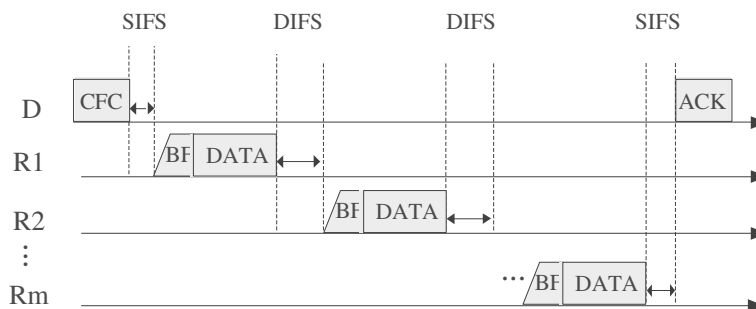 SIFS DIFS DIFS SIFS
D CFC ACK
R1 BF DATA
R2 BF DATA
⋮
Rm ... BF DATA